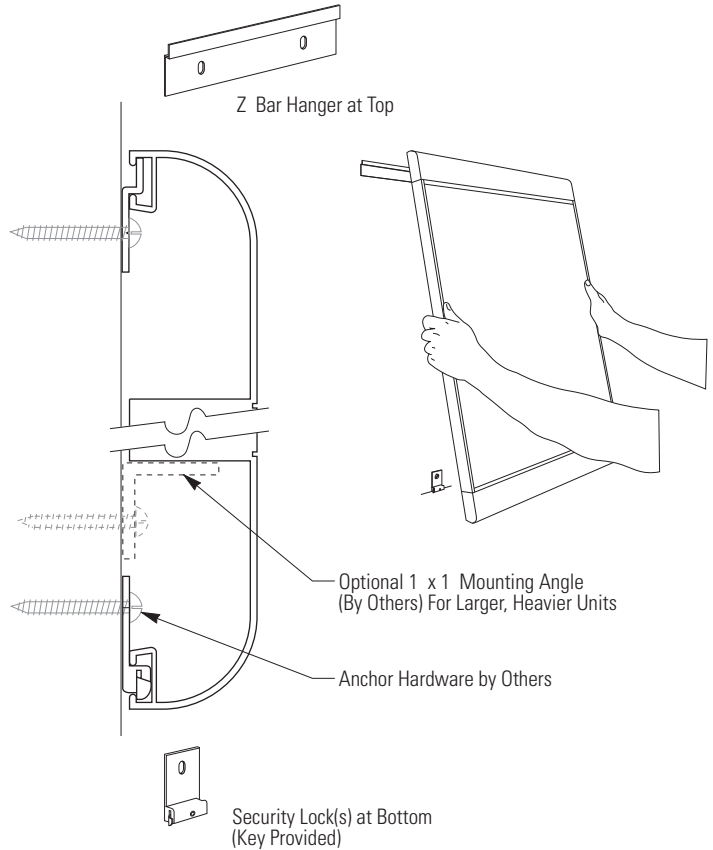 Z Bar Hanger at Top
Optional 1 x 1 Mounting Angle
(By Others) For Larger, Heavier Units
Anchor Hardware by Others
Security Lock(s) at Bottom
(Key Provided)